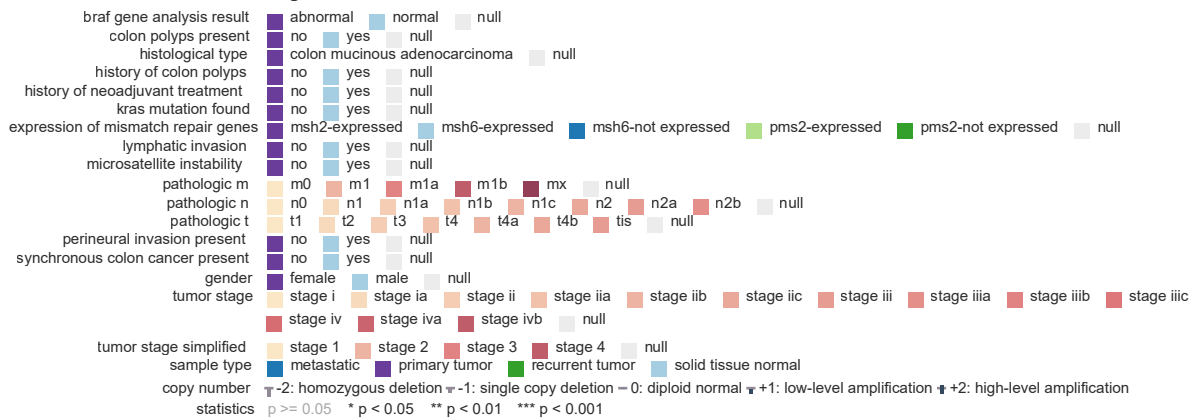 braf gene analysis result abnormal normal null
colon polyps present no yes null
histological type colon mucinous adenocarcinoma null
history of colon polyps no yes null
history of neoadjuvant treatment no yes null
kras mutation found no yes null
expression of mismatch repair genes msh2-expressed msh6-expressed msh6-not expressed pms2-expressed pms2-not expressed null
lymphatic invasion no yes null
microsatellite instability no yes null
pathologic m m0 m1 m1a m1b mx null
pathologic n n0 n1 n1a n1b n1c n2 n2a n2b null
pathologic t t1 t2 t3 t4 t4a t4b tis null
perineural invasion present no yes null
synchronous colon cancer present no yes null
gender female male null
tumor stage stage i stage ia stage ii stage iia stage iib stage iic stage iii stage iiia stage iiib stage iiic
stage iv stage iva stage ivb null
tumor stage simplified stage 1 stage 2 stage 3 stage 4 null
sample type metastatic primary tumor recurrent tumor solid tissue normal
copy number -2: homozygous deletion -1: single copy deletion 0: diploid normal +1: low-level amplification +2: high-level amplification
statistics p >= 0.05 * p < 0.05 ** p < 0.01 *** p < 0.001